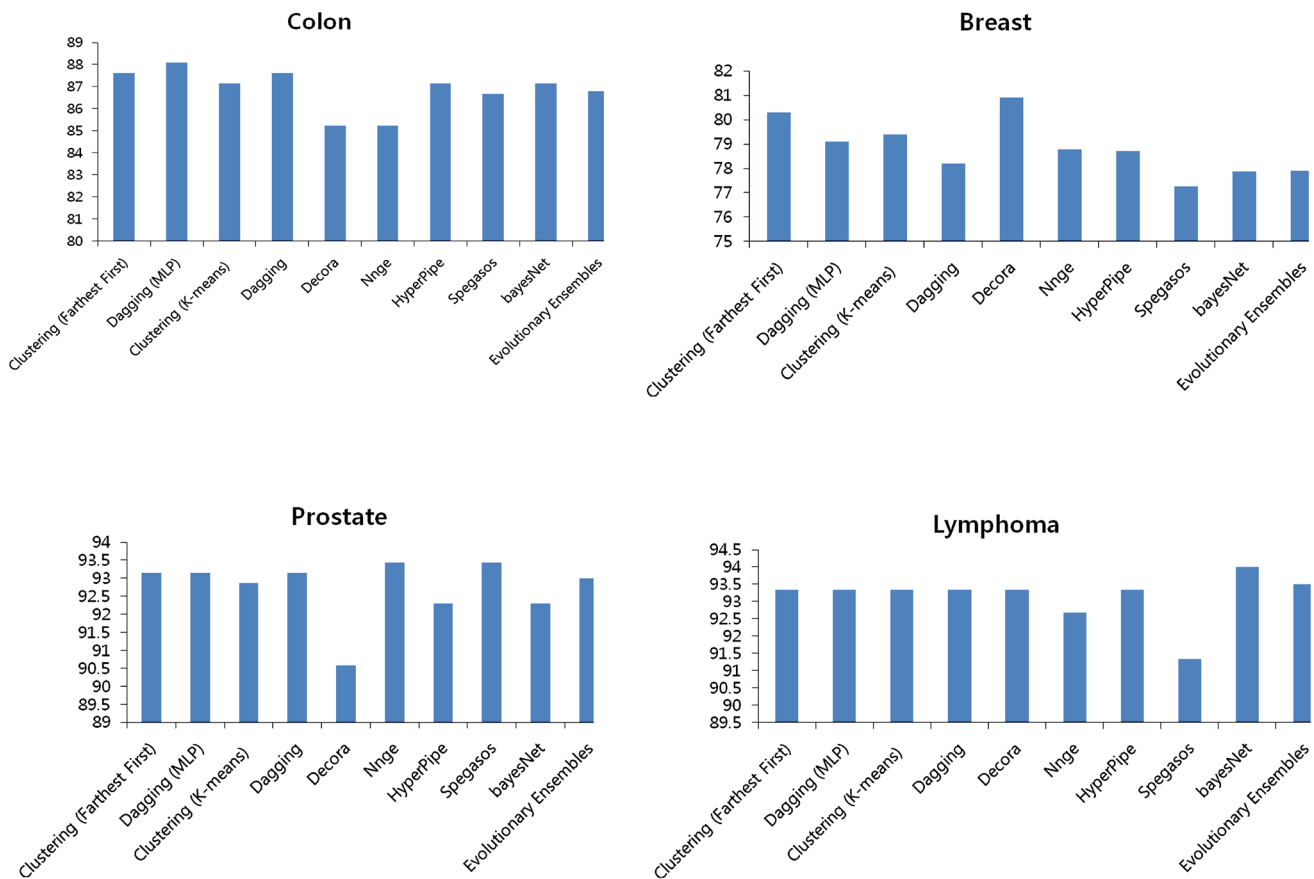 Colon
89
88
87
86
85
84
83
82
81
80
Clustering (Farthest First)
Dagging (MLP)
Clustering (K-means)
Dagging
Decora
Nnge
HyperPipe
Spegasos
bayesNet
Evolutionary Ensembles
Breast
82
81
80
79
78
77
76
75
Clustering (Farthest First)
Dagging (MLP)
Clustering (K-means)
Dagging
Decora
Nnge
HyperPipe
Spegasos
bayesNet
Evolutionary Ensembles
Prostate
94
93.5
93
92.5
92
91.5
91
90.5
90
89.5
89
Clustering (Farthest First)
Dagging (MLP)
Clustering (K-means)
Dagging
Decora
Nnge
HyperPipe
Spegasos
bayesNet
Evolutionary Ensembles
Lymphoma
94.5
94
93.5
93
92.5
92
91.5
91
90.5
90
89.5
Clustering (Farthest First)
Dagging (MLP)
Clustering (K-means)
Dagging
Decora
Nnge
HyperPipe
Spegasos
bayesNet
Evolutionary Ensembles